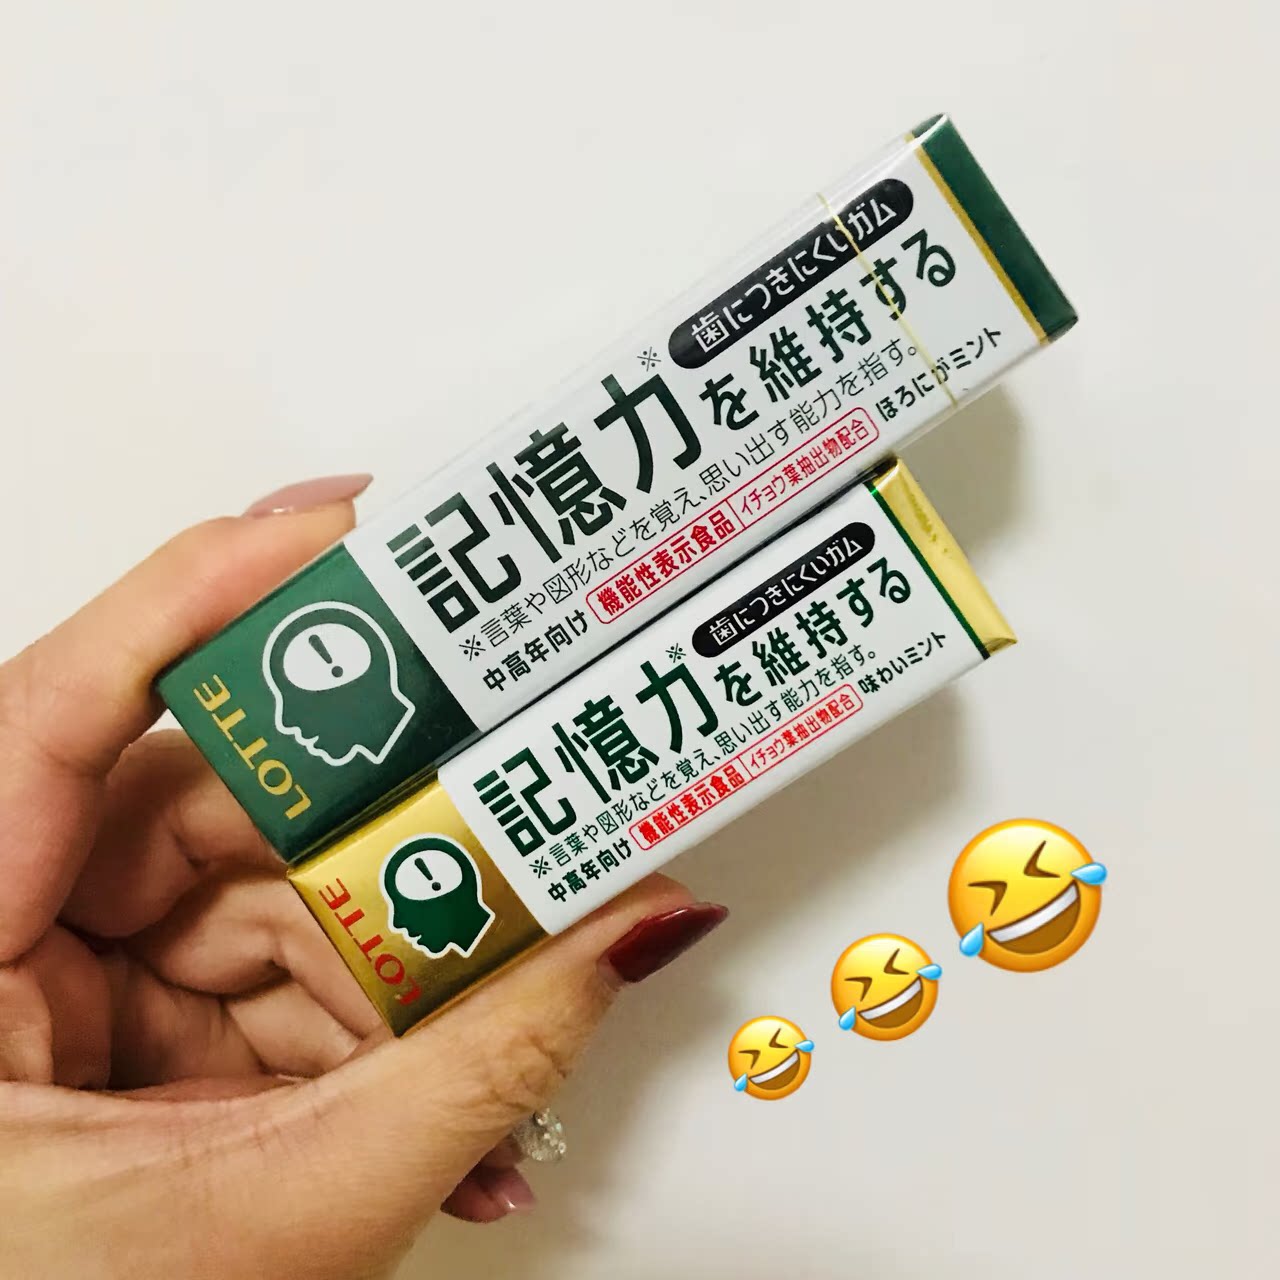 LOTTE
歯につきにくいガム
記憶力※を維持する
※言葉や図形などを覚え、思い出す能力を指す。
中高年向け 機能性表示食品 イチョウ葉抽出物配合 ほろにがミント
LOTTE
歯につきにくいガム
記憶力※を維持する
※言葉や図形などを覚え、思い出す能力を指す。
中高年向け 機能性表示食品 イチョウ葉抽出物配合 味わいミント